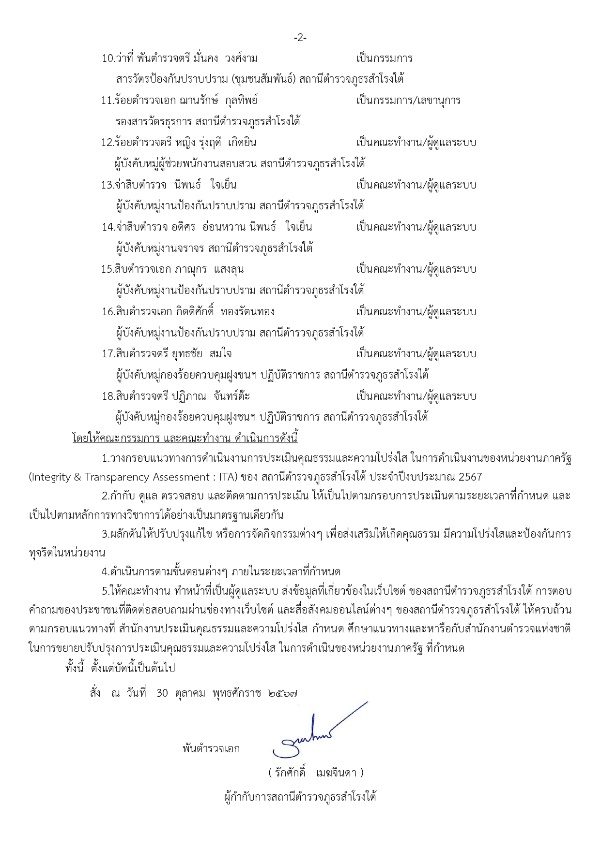 -2-
10.ว่าที่ พันตำรวจตรี มั่นคง วงศ์งาม เป็นกรรมการ
สารวัตรป้องกันปราบปราม (ชุมชนสัมพันธ์) สถานีตำรวจภูธรสำโรงใต้
11.ร้อยตำรวจเอก ฌานรักษ์ กุลทิพย์ เป็นกรรมการ/เลขานุการ
รองสารวัตรธุรการ สถานีตำรวจภูธรสำโรงใต้
12.ร้อยตำรวจตรี หญิง รุ่งฤดี เกิดยิน เป็นคณะทำงาน/ผู้ดูแลระบบ
ผู้บังคับหมู่ผู้ช่วยพนักงานสอบสวน สถานีตำรวจภูธรสำโรงใต้
13.จ่าสิบตำรวจ นิพนธ์ ใจเย็น เป็นคณะทำงาน/ผู้ดูแลระบบ
ผู้บังคับหมู่งานป้องกันปราบปราม สถานีตำรวจภูธรสำโรงใต้
14.จ่าสิบตำรวจ อดิศร อ่อนหวาน นิพนธ์ ใจเย็น เป็นคณะทำงาน/ผู้ดูแลระบบ
ผู้บังคับหมู่งานจราจร สถานีตำรวจภูธรสำโรงใต้
15.สิบตำรวจเอก ภาณุกร แสงลุน เป็นคณะทำงาน/ผู้ดูแลระบบ
ผู้บังคับหมู่งานป้องกันปราบปราม สถานีตำรวจภูธรสำโรงใต้
16.สิบตำรวจเอก กิตติศักดิ์ ทองรัตนทอง เป็นคณะทำงาน/ผู้ดูแลระบบ
ผู้บังคับหมู่งานป้องกันปราบปราม สถานีตำรวจภูธรสำโรงใต้
17.สิบตำรวจตรี ยุทธชัย สมใจ เป็นคณะทำงาน/ผู้ดูแลระบบ
ผู้บังคับหมู่กองร้อยควบคุมฝูงชนฯ ปฏิบัติราชการ สถานีตำรวจภูธรสำโรงใต้
18.สิบตำรวจตรี ปฏิภาณ จันทร์ต๊ะ เป็นคณะทำงาน/ผู้ดูแลระบบ
ผู้บังคับหมู่กองร้อยควบคุมฝูงชนฯ ปฏิบัติราชการ สถานีตำรวจภูธรสำโรงใต้
โดยให้คณะกรรมการ และคณะทำงาน ดำเนินการดังนี้
1.วางกรอบแนวทางการดำเนินงานการประเมินคุณธรรมและความโปร่งใส ในการดำเนินงานของหน่วยงานภาครัฐ
(Integrity & Transparency Assessment : ITA) ของ สถานีตำรวจภูธรสำโรงใต้ ประจำปีงบประมาณ 2567
2.กำกับ ดูแล ตรวจสอบ และติดตามการประเมิน ให้เป็นไปตามกรอบการประเมินตามระยะเวลาที่กำหนด และ
เป็นไปตามหลักการทางวิชาการได้อย่างเป็นมาตรฐานเดียวกัน
3.ผลักดันให้ปรับปรุงแก้ไข หรือการจัดกิจกรรมต่างๆ เพื่อส่งเสริมให้เกิดคุณธรรม มีความโปร่งใสและป้องกันการ
ทุจริตในหน่วยงาน
4.ดำเนินการตามขั้นตอนต่างๆ ภายในระยะเวลาที่กำหนด
5.ให้คณะทำงาน ทำหน้าที่เป็นผู้ดูแลระบบ ส่งข้อมูลที่เกี่ยวข้องในเว็บไซต์ ของสถานีตำรวจภูธรสำโรงใต้ การตอบ
คำถามของประชาชนที่ติดต่อสอบถามผ่านช่องทางเว็บไซต์ และสื่อสังคมออนไลน์ต่างๆ ของสถานีตำรวจภูธรสำโรงใต้ ให้ครบถ้วน
ตามกรอบแนวทางที่ สำนักงานประเมินคุณธรรมและความโปร่งใส กำหนด ศึกษาแนวทางและหารือกับสำนักงานตำรวจแห่งชาติ
ในการขยายปรับปรุงการประเมินคุณธรรมและความโปร่งใส ในการดำเนินของหน่วยงานภาครัฐ ที่กำหนด
ทั้งนี้ ตั้งแต่บัดนี้เป็นต้นไป
สั่ง ณ วันที่ 30 ตุลาคม พุทธศักราช ๒๕๖๗
พันตำรวจเอก
( รักศักดิ์ เมฆจินดา )
ผู้กำกับการสถานีตำรวจภูธรสำโรงใต้